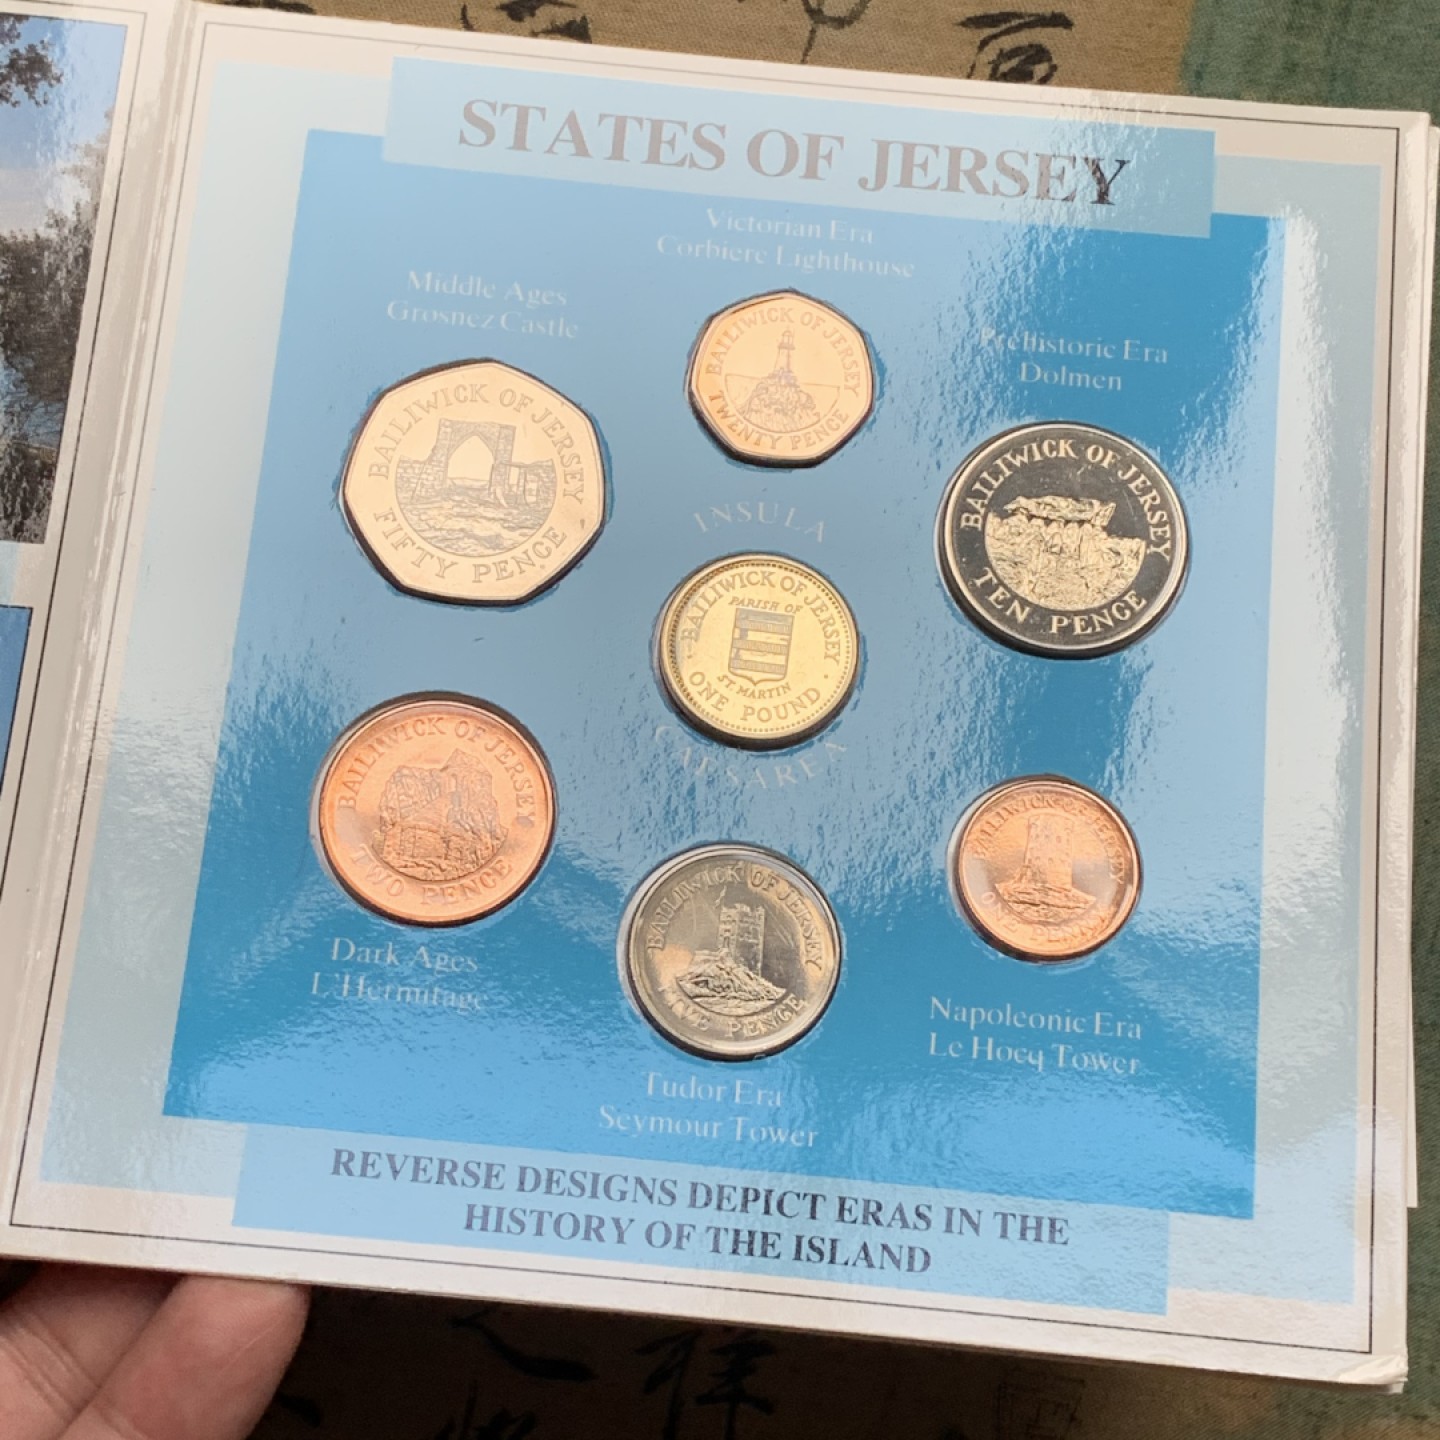 STATES OF JERSEY
Victorian Era
Corbiere Lighthouse
Middle Ages
Grosnez Castle
Prehistoric Era
Dolmen
BAILIWICK OF JERSEY
TWENTY PENCE
BAILIWICK OF JERSEY
FIFTY PENCE
BAILIWICK OF JERSEY
TEN PENCE
INSULA
BAILIWICK OF JERSEY
PARISH OF
ST. MARTIN
ONE POUND
CAESAREA
BAILIWICK OF JERSEY
TWO PENCE
BAILIWICK OF JERSEY
ONE PENNY
BAILIWICK OF JERSEY
FIVE PENCE
Dark Ages
L'Hermitage
Napoleonic Era
Le Hocq Tower
Tudor Era
Seymour Tower
REVERSE DESIGNS DEPICT ERAS IN THE
HISTORY OF THE ISLAND